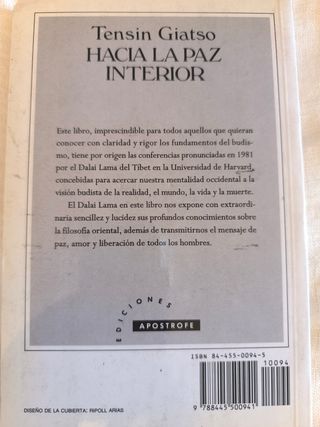 Tensin Giatso
HACIA LA PAZ
INTERIOR
Este libro, imprescindible para todos aquellos que quieran
conocer con claridad y rigor los fundamentos del budis-
mo, tiene por origen las conferencias pronunciadas en 1981
por el Dalai Lama del Tíbet en la Universidad de Harvard,
concebidas para acercar nuestra mentalidad occidental a la
visión budista de la realidad, el mundo, la vida y la muerte.
El Dalai Lama en este libro nos expone con extraordi-
naria sencillez y lucidez sus profundos conocimientos sobre
la filosofía oriental, además de transmitirnos el mensaje de
paz, amor y liberación de todos los hombres.
EDICIONES
APOSTROFE
ISBN 84-455-0094-5
10094
9 788445 500941
DISEÑO DE LA CUBIERTA: RIPOLL ARIAS